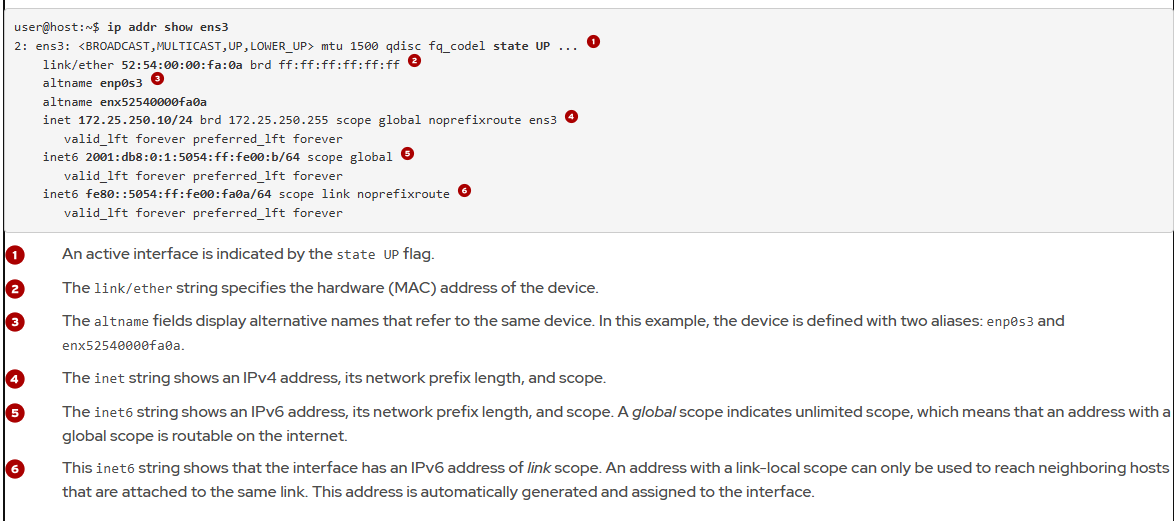 user@host:~$ ip addr show ens3
2: ens3: <BROADCAST,MULTICAST,UP,LOWER_UP> mtu 1500 qdisc fq_codel state UP ... 1
link/ether 52:54:00:00:fa:0a brd ff:ff:ff:ff:ff:ff 2
altname enp0s3 3
altname enx52540000fa0a
inet 172.25.250.10/24 brd 172.25.250.255 scope global noprefixroute ens3 4
valid_lft forever preferred_lft forever
inet6 2001:db8:0:1:5054:ff:fe00:b/64 scope global 5
valid_lft forever preferred_lft forever
inet6 fe80::5054:ff:fe00:fa0a/64 scope link noprefixroute 6
valid_lft forever preferred_lft forever
1 An active interface is indicated by the state UP flag.
2 The link/ether string specifies the hardware (MAC) address of the device.
3 The altname fields display alternative names that refer to the same device. In this example, the device is defined with two aliases: enp0s3 and
enx52540000fa0a.
4 The inet string shows an IPv4 address, its network prefix length, and scope.
5 The inet6 string shows an IPv6 address, its network prefix length, and scope. A global scope indicates unlimited scope, which means that an address with a
global scope is routable on the internet.
6 This inet6 string shows that the interface has an IPv6 address of link scope. An address with a link-local scope can only be used to reach neighboring hosts
that are attached to the same link. This address is automatically generated and assigned to the interface.